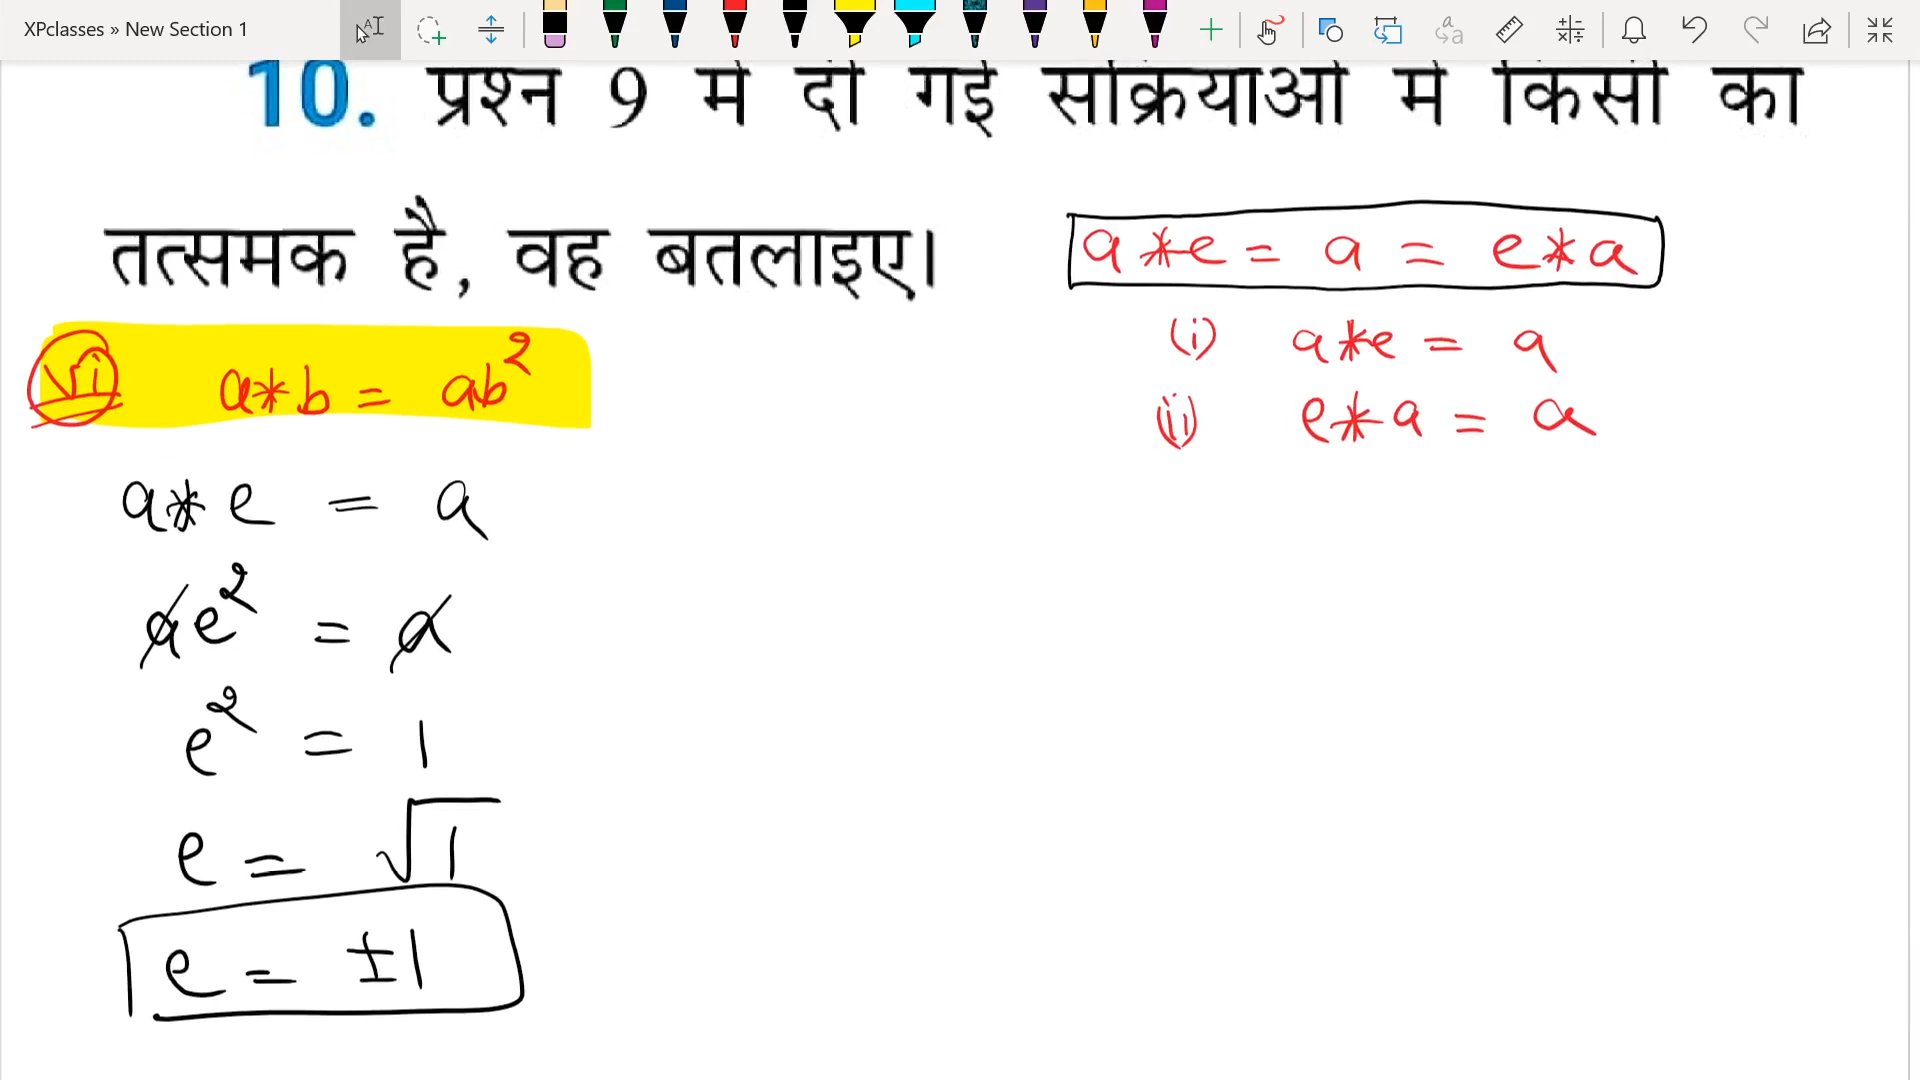 XPclasses » New Section 1
10. प्रश्न 9 में दी गई संक्रियाओं में किसी का
तत्समक है, वह बतलाइए।
a*e = a = e*a
(i) a*e = a
(ii) e*a = a
(vi) a*b = ab²
a*e = a
ae² = a
e² = 1
e = √1
e = ±1